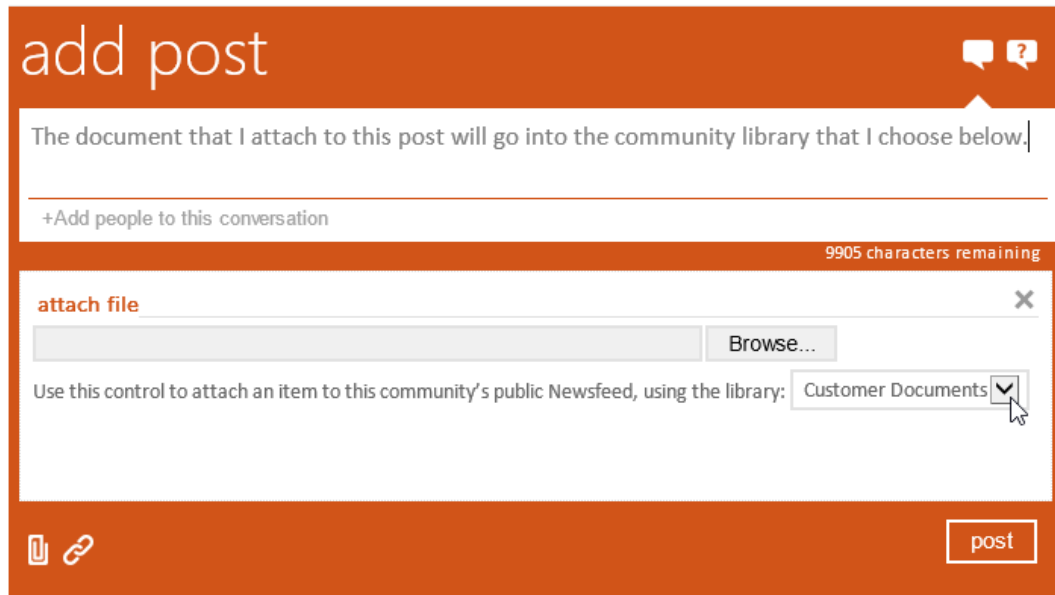 add post
?
The document that I attach to this post will go into the community library that I choose below.
+Add people to this conversation
9905 characters remaining
attach file
Browse...
Use this control to attach an item to this community’s public Newsfeed, using the library: Customer Documents
post